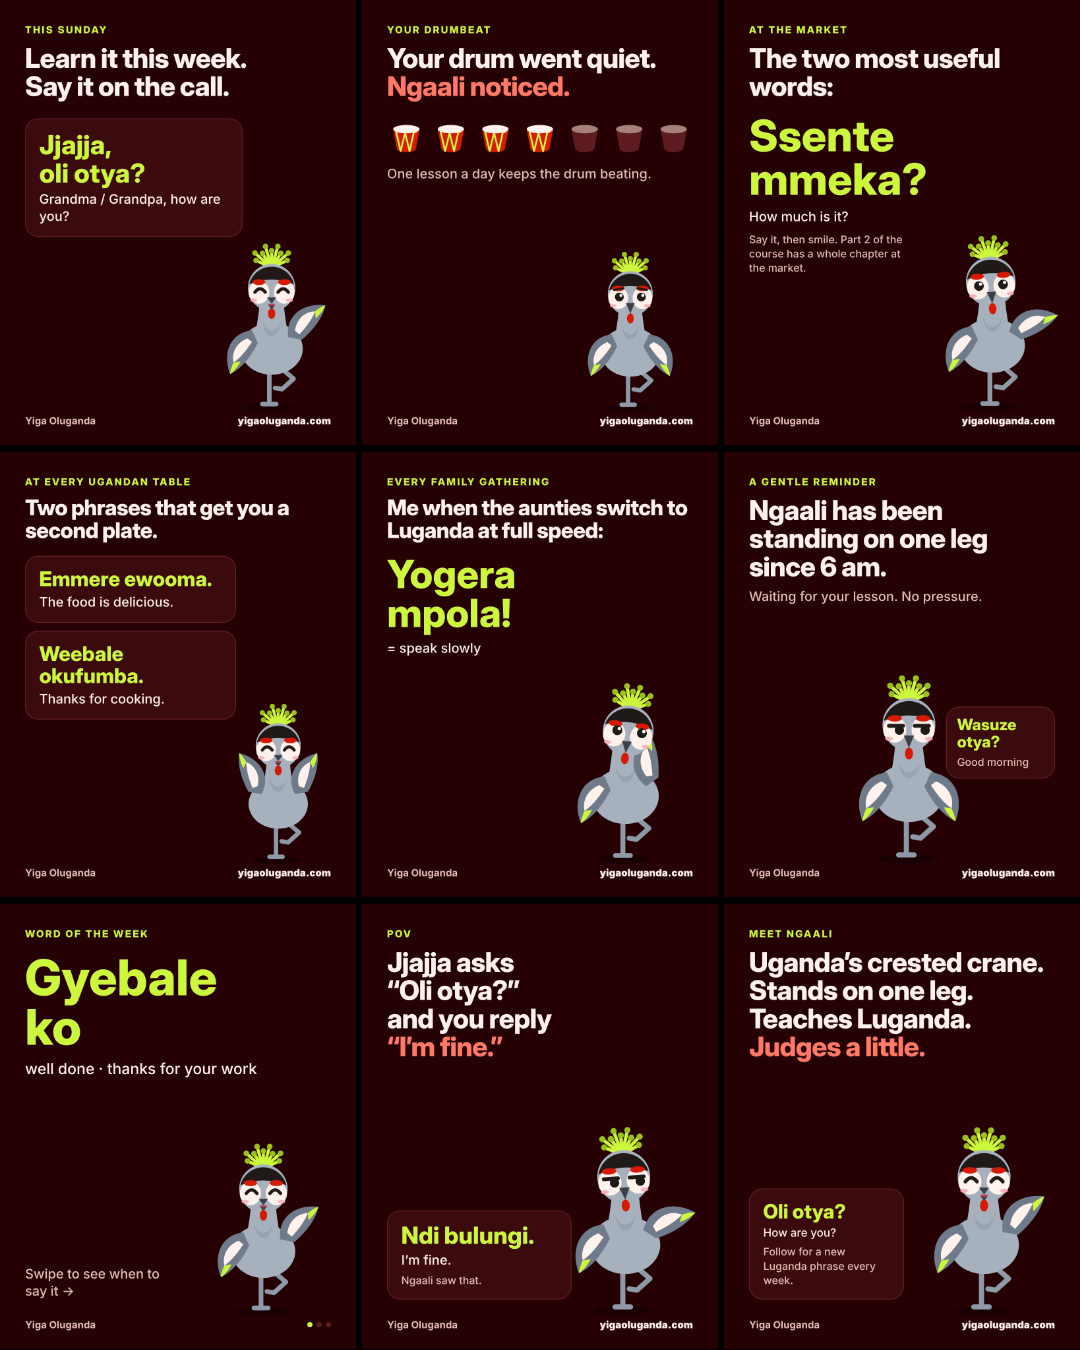 THIS SUNDAY
Learn it this week.
Say it on the call.
Jjajja,
oli otya?
Grandma / Grandpa, how are
you?
Yiga Oluganda
yigaoluganda.com
YOUR DRUMBEAT
Your drum went quiet.
Ngaali noticed.
One lesson a day keeps the drum beating.
Yiga Oluganda
yigaoluganda.com
AT THE MARKET
The two most useful
words:
Ssente
mmeka?
How much is it?
Say it, then smile. Part 2 of the
course has a whole chapter at
the market.
Yiga Oluganda
yigaoluganda.com
AT EVERY UGANDAN TABLE
Two phrases that get you a
second plate.
Emmere ewooma.
The food is delicious.
Weebale
okufumba.
Thanks for cooking.
Yiga Oluganda
yigaoluganda.com
EVERY FAMILY GATHERING
Me when the aunties switch to
Luganda at full speed:
Yogera
mpola!
= speak slowly
Yiga Oluganda
yigaoluganda.com
A GENTLE REMINDER
Ngaali has been
standing on one leg
since 6 am.
Waiting for your lesson. No pressure.
Wasuze
otya?
Good morning
Yiga Oluganda
yigaoluganda.com
WORD OF THE WEEK
Gyebale
ko
well done · thanks for your work
Swipe to see when to
say it →
Yiga Oluganda
POV
Jjajja asks
“Oli otya?”
and you reply
“I’m fine.”
Ndi bulungi.
I’m fine.
Ngaali saw that.
Yiga Oluganda
yigaoluganda.com
MEET NGAALI
Uganda’s crested crane.
Stands on one leg.
Teaches Luganda.
Judges a little.
Oli otya?
How are you?
Follow for a new
Luganda phrase every
week.
Yiga Oluganda
yigaoluganda.com